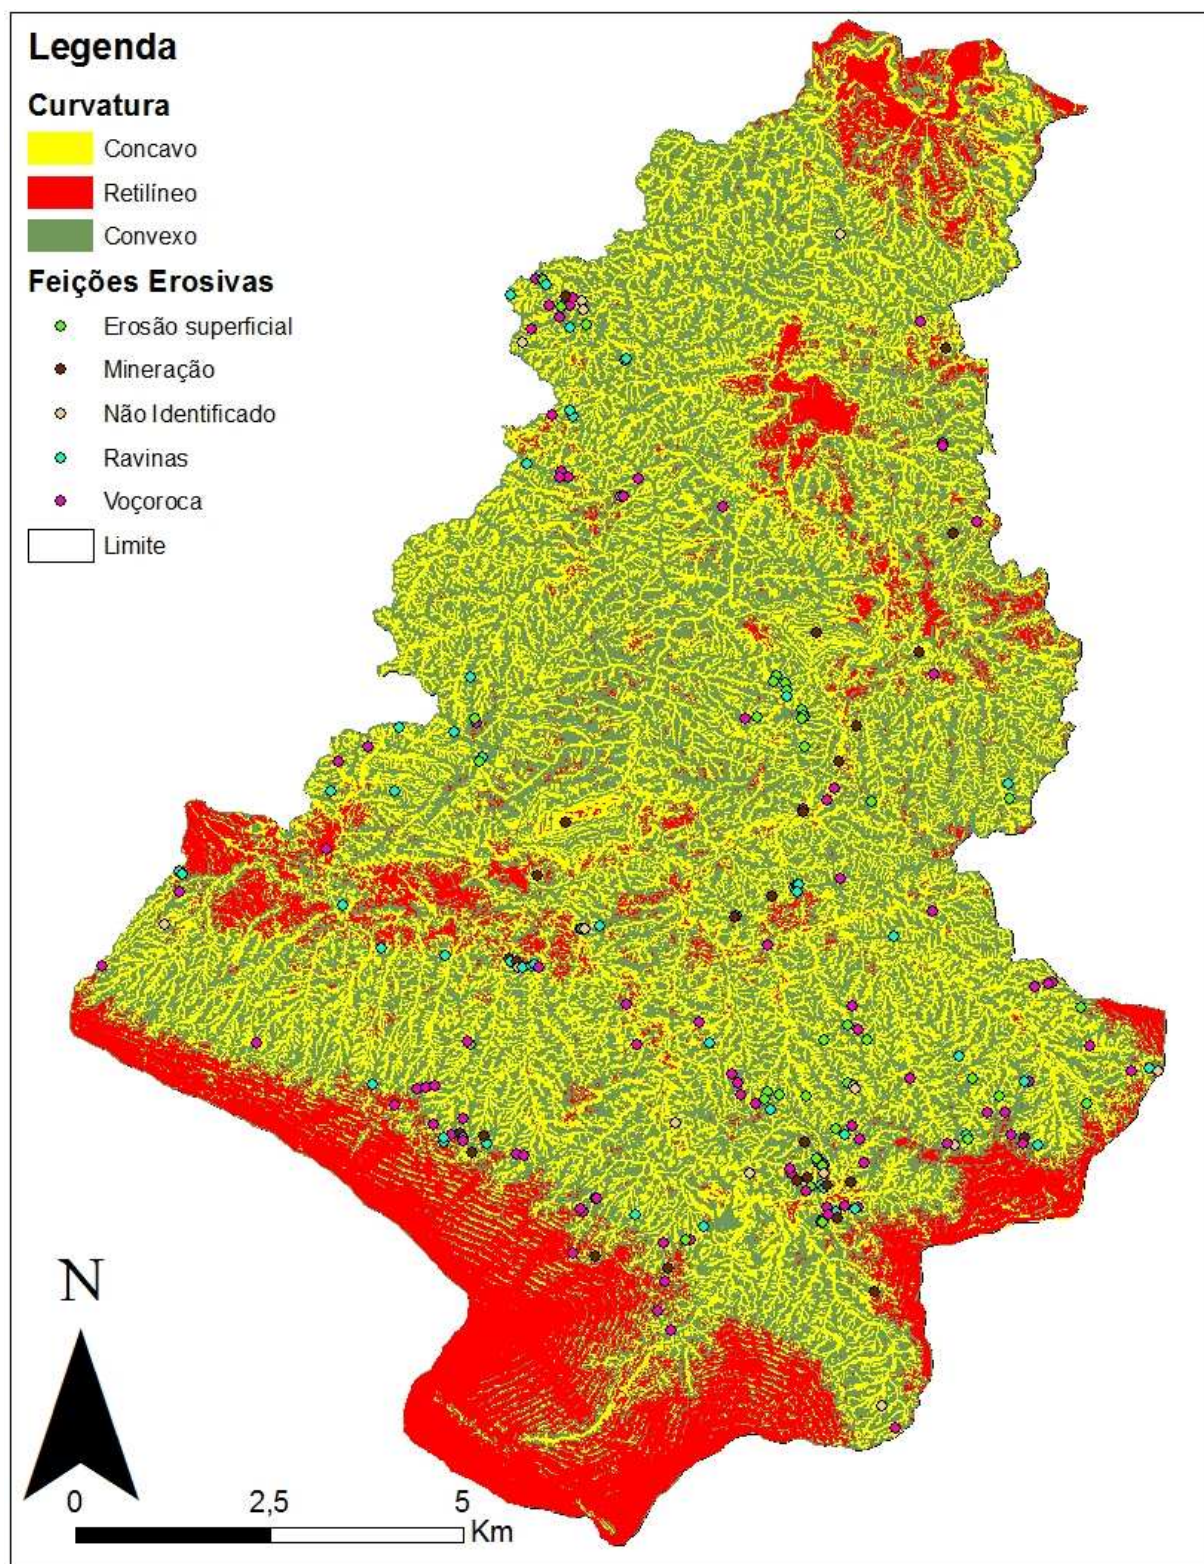 Legenda
Curvatura
Concavo
Retilíneo
Convexo
Feições Erosivas
Erosão superficial
Mineração
Não Identificado
Ravinas
Voçoroca
Limite
N
0 2,5 5
Km